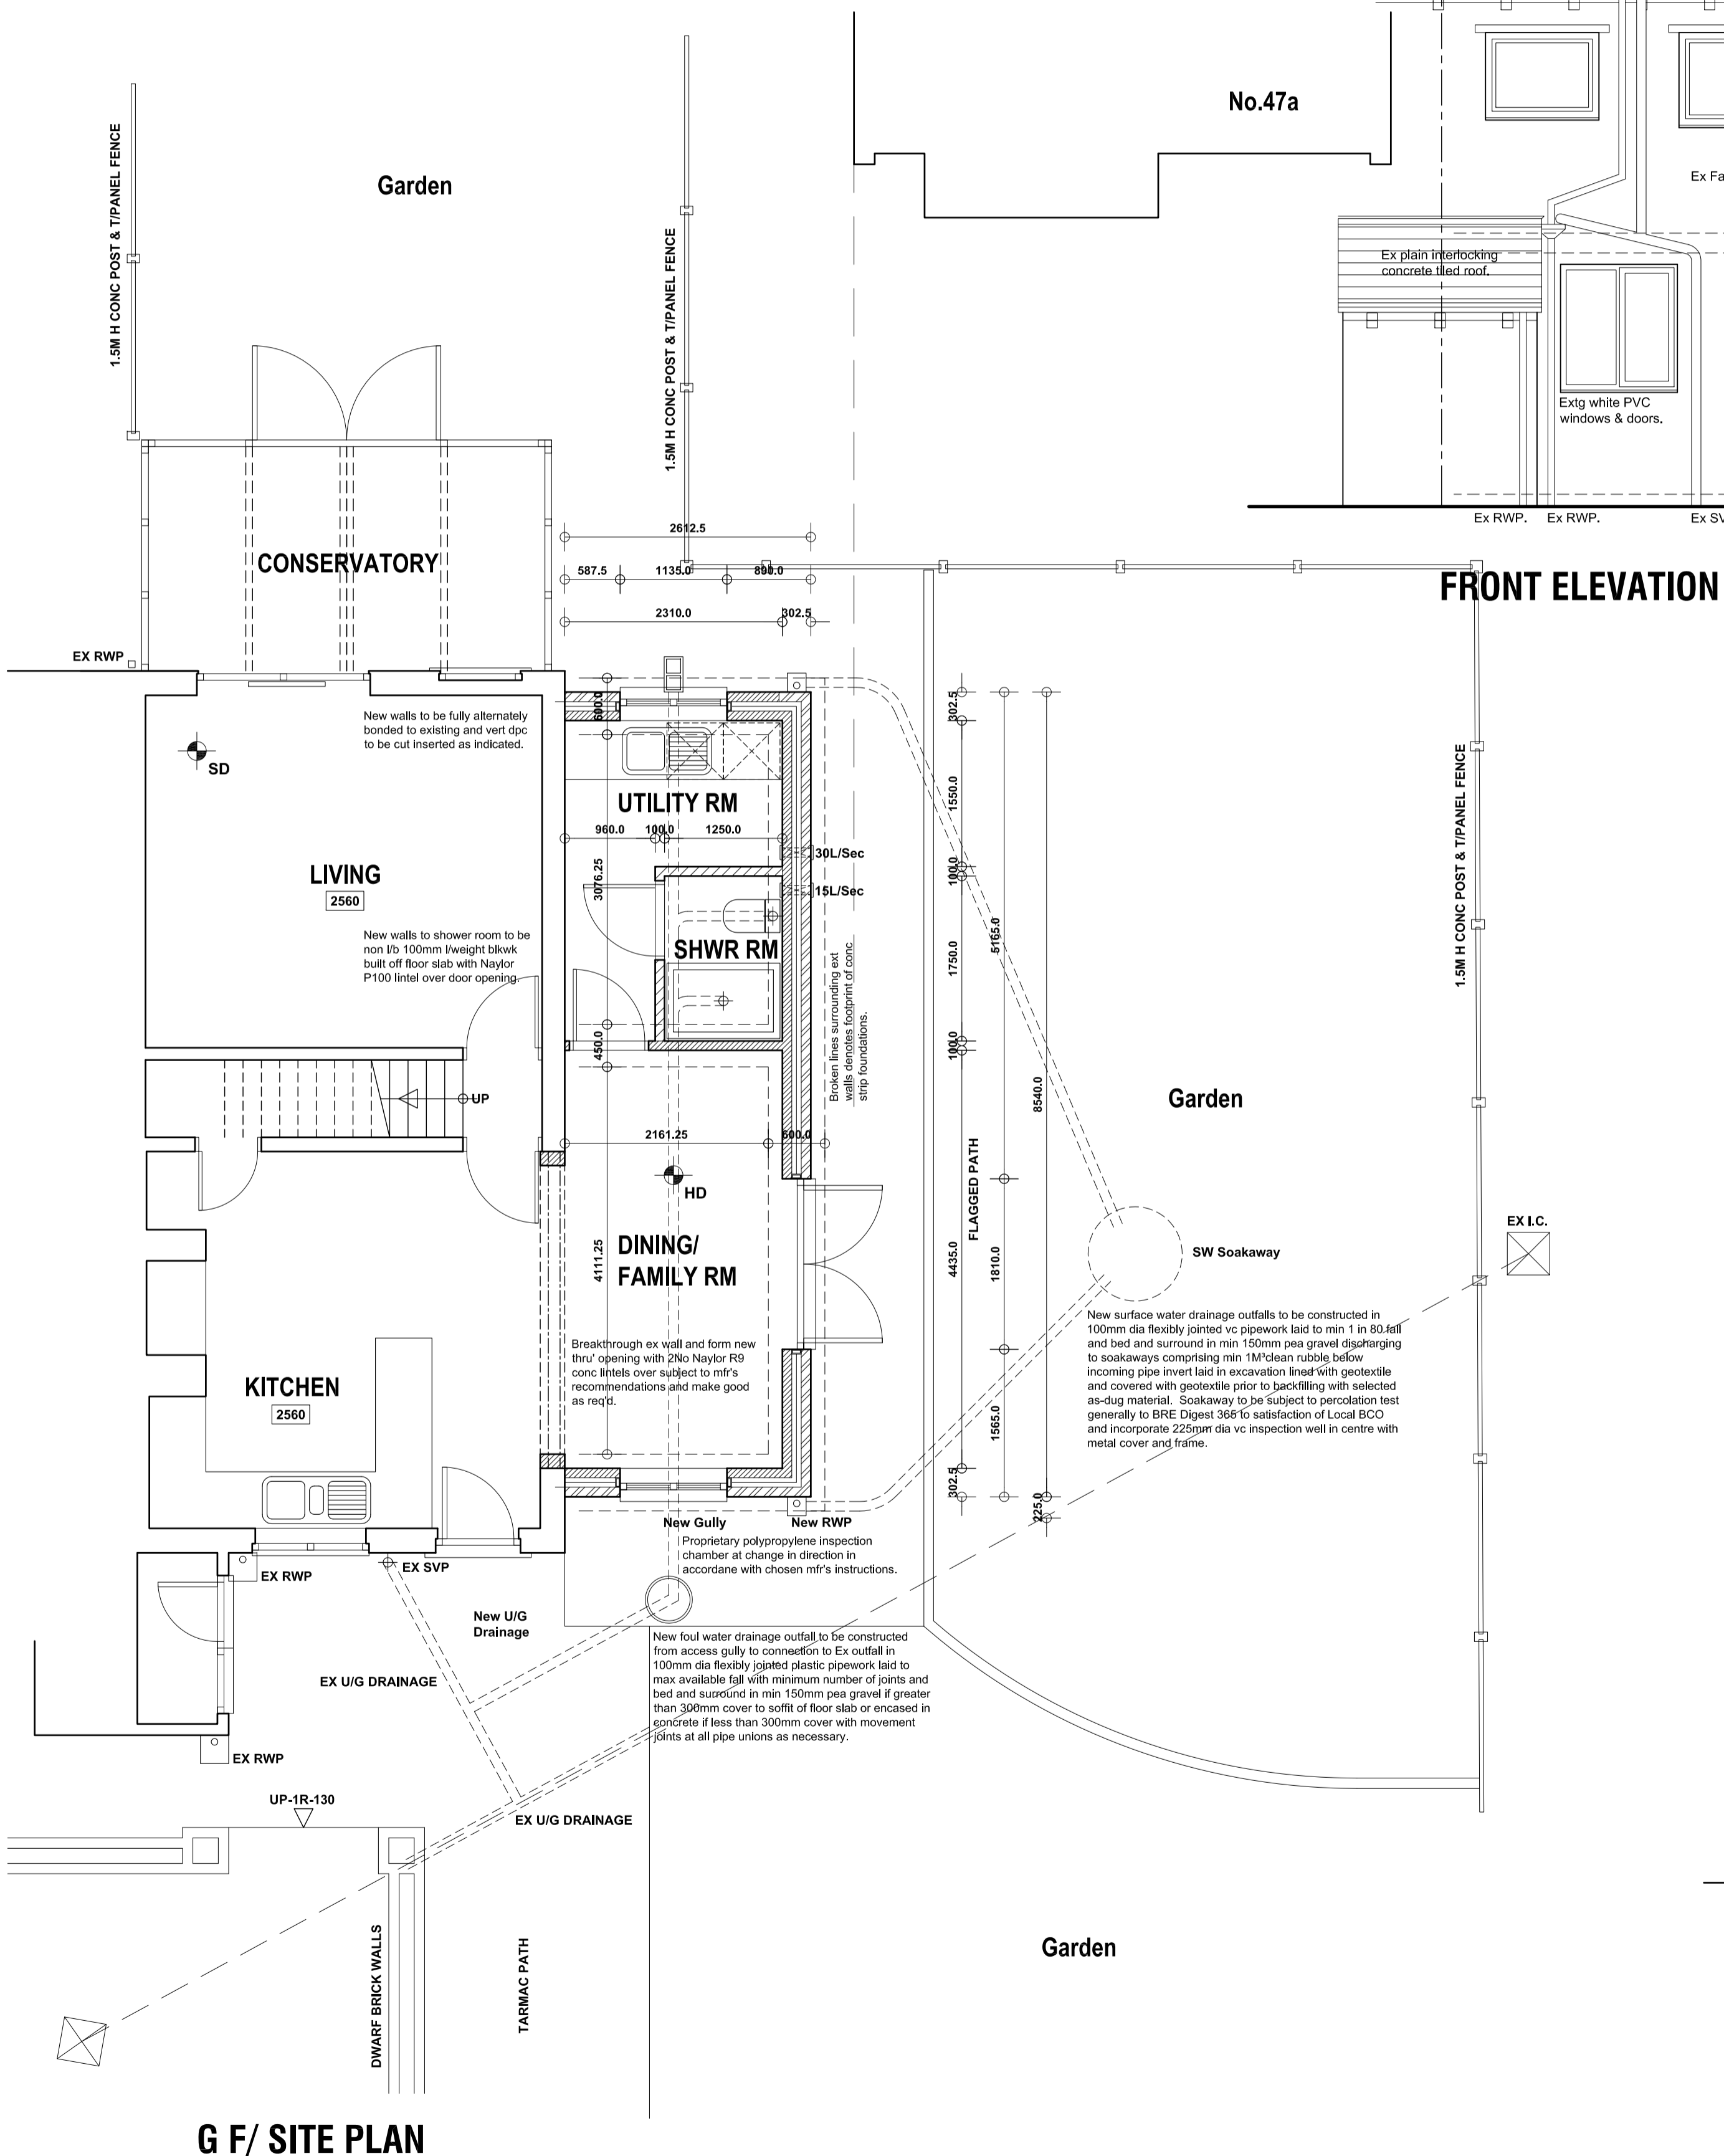 No.47a
Garden
1.5M H CONC POST & T/PANEL FENCE
1.5M H CONC POST & T/PANEL FENCE
Ex plain interlocking
concrete tiled roof.
Extg white PVC
windows & doors.
Ex RWP.
Ex RWP.
FRONT ELEVATION
CONSERVATORY
2612.5
587.5
1135.0
890.0
2310.0
302.5
EX RWP
New walls to be fully alternately
bonded to existing and vert dpc
to be cut inserted as indicated.
SD
600.0
UTILITY RM
960.0
100.0
1250.0
30L/Sec
15L/Sec
3076.25
LIVING
2560
New walls to shower room to be
non l/b 100mm l/weight blkwk
built off floor slab with Naylor
P100 lintel over door opening.
SHWR RM
450.0
Broken lines surrounding ext
walls denotes footprint of conc
strip foundations.
302.5
1550.0
100.0
1750.0
5165.0
100.0
8540.0
1.5M H CONC POST & T/PANEL FENCE
Garden
UP
2161.25
600.0
HD
FLAGGED PATH
DINING/
FAMILY RM
4111.25
4435.0
1810.0
SW Soakaway
EX I.C.
New surface water drainage outfalls to be constructed in
100mm dia flexibly jointed vc pipework laid to min 1 in 80 fall
and bed and surround in min 150mm pea gravel discharging
to soakaways comprising min 1M³clean rubble below
incoming pipe invert laid in excavation lined with geotextile
and covered with geotextile prior to backfilling with selected
as-dug material. Soakaway to be subject to percolation test
generally to BRE Digest 365 to satisfaction of Local BCO
and incorporate 225mm dia vc inspection well in centre with
metal cover and frame.
Breakthrough ex wall and form new
thru' opening with 2No Naylor R9
conc lintels over subject to mfr's
recommendations and make good
as req'd.
KITCHEN
2560
1565.0
302.5
225.0
New Gully
New RWP
Proprietary polypropylene inspection
chamber at change in direction in
accordane with chosen mfr's instructions.
EX RWP
EX SVP
New U/G
Drainage
New foul water drainage outfall to be constructed
from access gully to connection to Ex outfall in
100mm dia flexibly jointed plastic pipework laid to
max available fall with minimum number of joints and
bed and surround in min 150mm pea gravel if greater
than 300mm cover to soffit of floor slab or encased in
concrete if less than 300mm cover with movement
joints at all pipe unions as necessary.
EX U/G DRAINAGE
EX RWP
UP-1R-130
EX U/G DRAINAGE
DWARF BRICK WALLS
TARMAC PATH
Garden
G F/ SITE PLAN